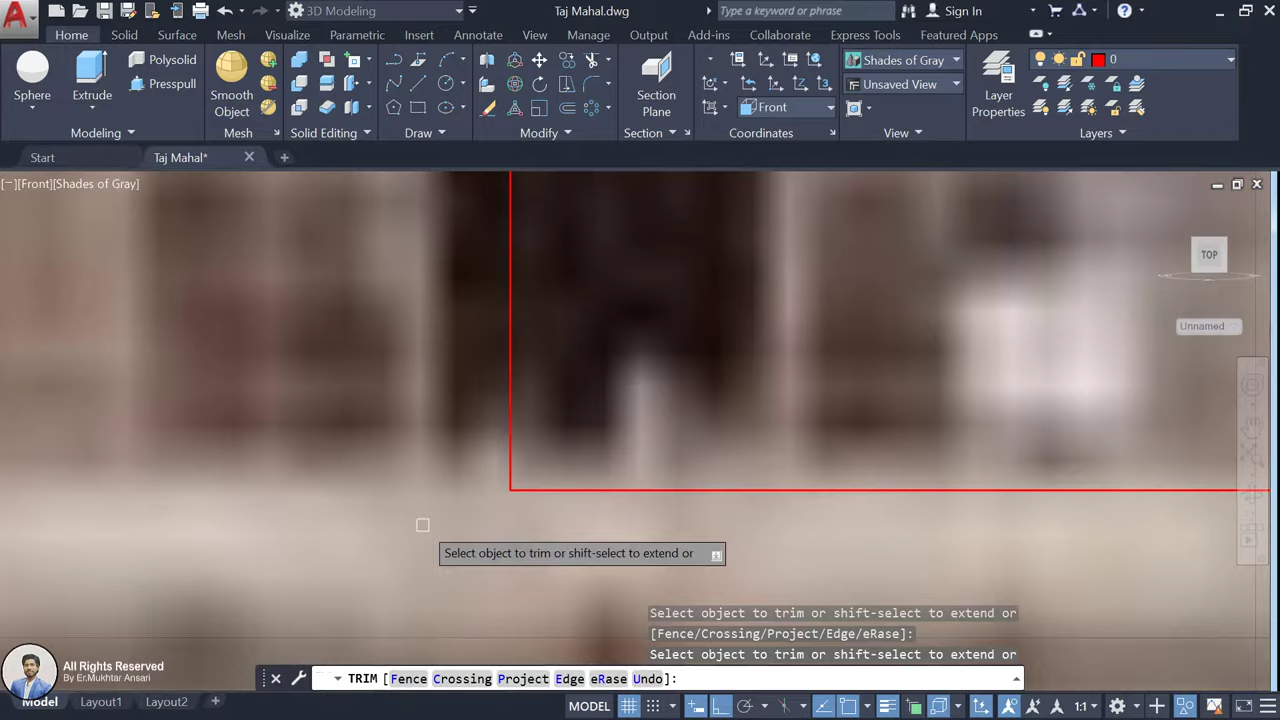 3D Modeling
Taj Mahal.dwg
Type a keyword or phrase
Sign In
Home Solid Surface Mesh Visualize Parametric Insert Annotate View Manage Output Add-ins Collaborate Express Tools Featured Apps
Sphere
Extrude
Polysolid
Presspull
Smooth
Object
Section
Plane
Front
Shades of Gray
Unsaved View
Layer
Properties
0
Modeling Mesh Solid Editing Draw Modify Section Coordinates View Layers
Start Taj Mahal* +
[−][Front][Shades of Gray]
TOP
Unnamed
Select object to trim or shift-select to extend or
Select object to trim or shift-select to extend or
[Fence/Crossing/Project/Edge/eRase]:
Select object to trim or shift-select to extend or
TRIM [Fence Crossing Project Edge eRase Undo]:
All Rights Reserved
By Er.Mukhtar Ansari
Model Layout1 Layout2 +
MODEL 1:1